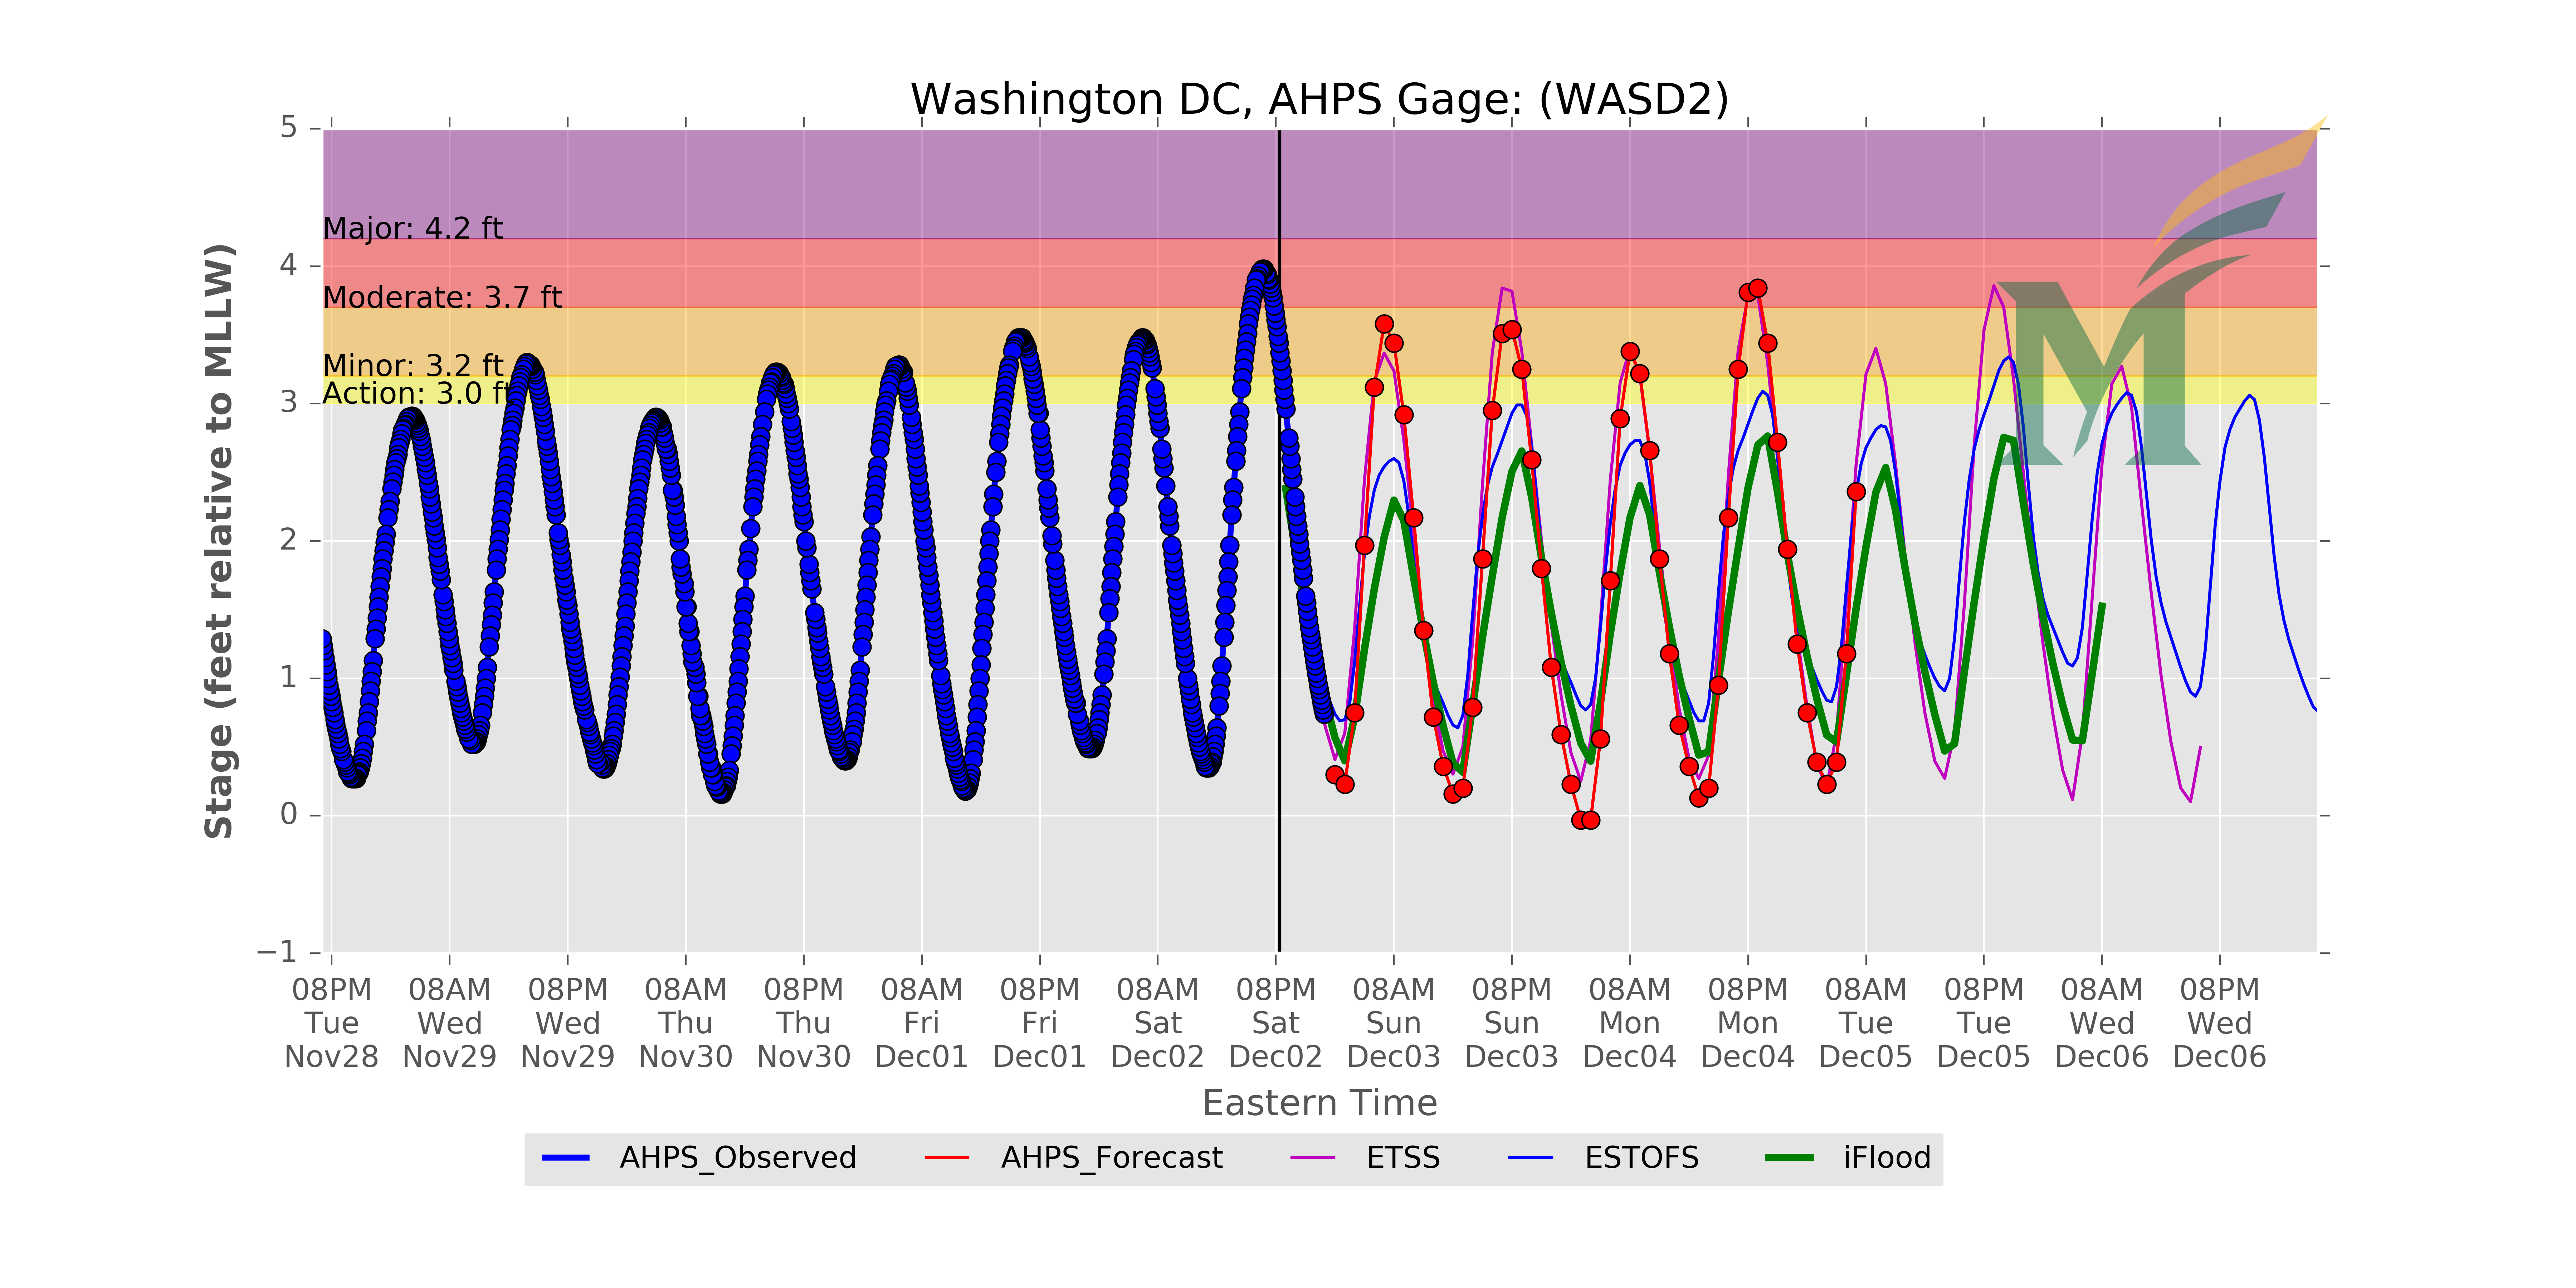 Washington DC, AHPS Gage: (WASD2)
5
4
3
2
1
0
−1
Stage (feet relative to MLLW)
Major: 4.2 ft
Moderate: 3.7 ft
Minor: 3.2 ft
Action: 3.0 ft
08PM 08AM 08PM 08AM 08PM 08AM 08PM 08AM 08PM 08AM 08PM 08AM 08PM 08AM 08PM 08AM 08PM
Tue Wed Wed Thu Thu Fri Fri Sat Sat Sun Sun Mon Mon Tue Tue Wed Wed
Nov28 Nov29 Nov29 Nov30 Nov30 Dec01 Dec01 Dec02 Dec02 Dec03 Dec03 Dec04 Dec04 Dec05 Dec05 Dec06 Dec06
Eastern Time
AHPS_Observed AHPS_Forecast ETSS ESTOFS iFlood
M